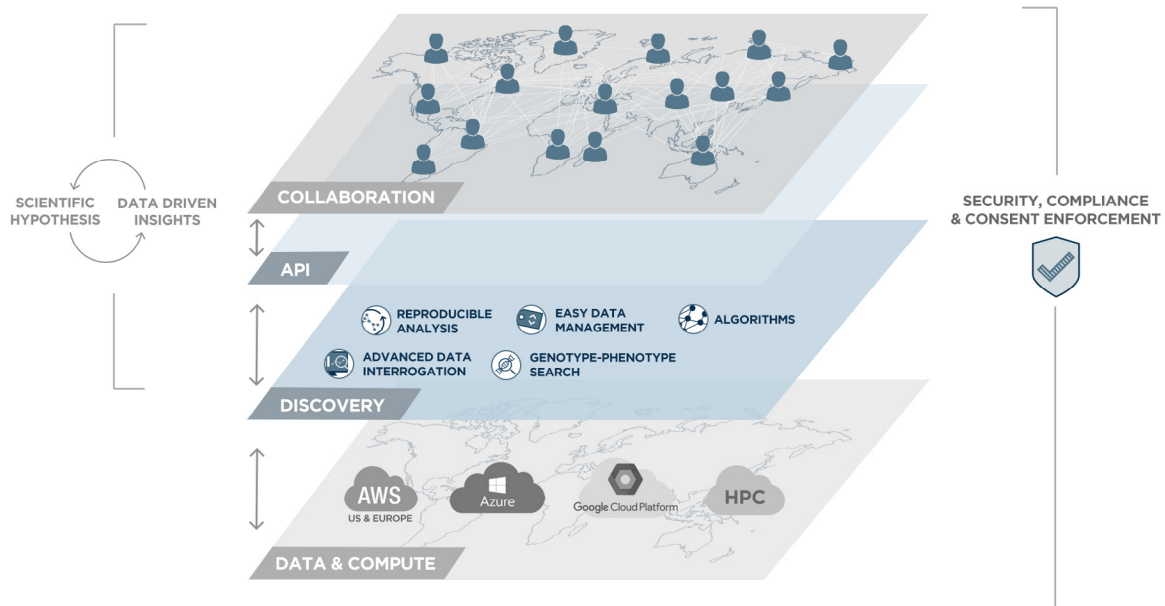 COLLABORATION
SCIENTIFIC
HYPOTHESIS
DATA DRIVEN
INSIGHTS
SECURITY, COMPLIANCE
& CONSENT ENFORCEMENT
API
REPRODUCIBLE
ANALYSIS
EASY DATA
MANAGEMENT
ALGORITHMS
ADVANCED DATA
INTERROGATION
GENOTYPE-PHENOTYPE
SEARCH
DISCOVERY
AWS
US & EUROPE
Azure
Google Cloud Platform
HPC
DATA & COMPUTE